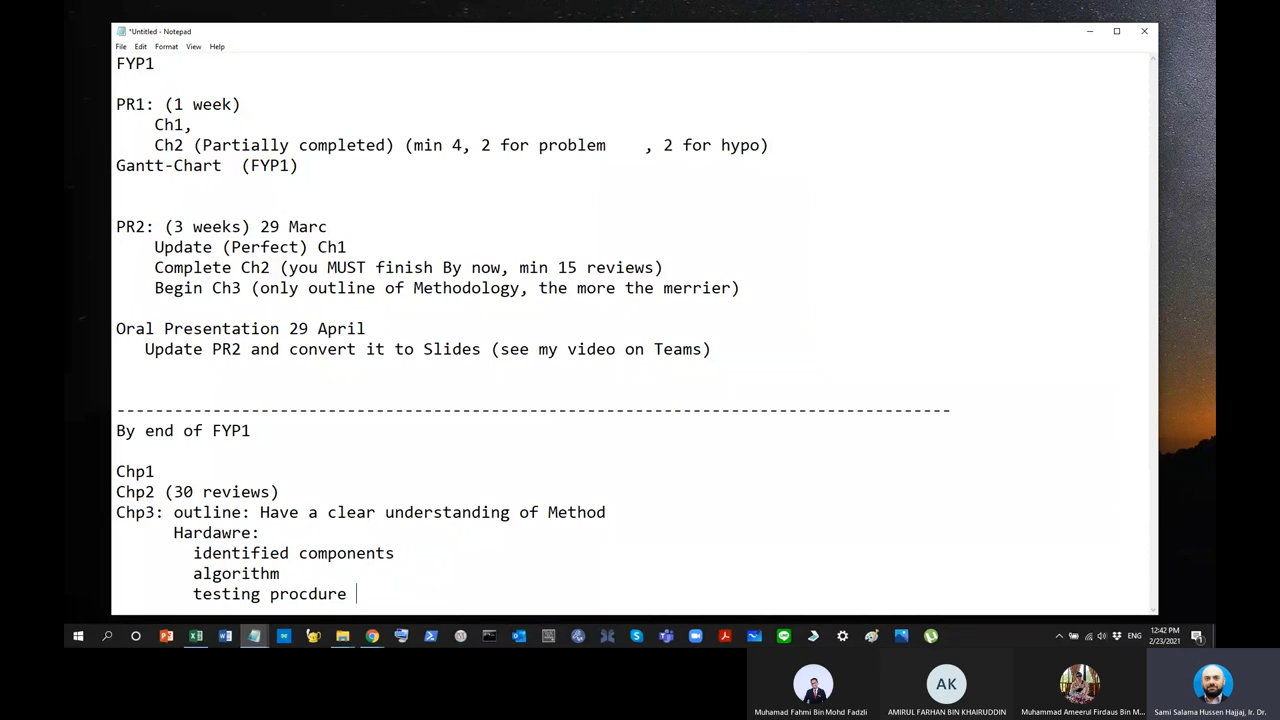 *Untitled - Notepad
File Edit Format View Help
FYP1
PR1: (1 week)
Ch1,
Ch2 (Partially completed) (min 4, 2 for problem , 2 for hypo)
Gantt-Chart (FYP1)
PR2: (3 weeks) 29 Marc
Update (Perfect) Ch1
Complete Ch2 (you MUST finish By now, min 15 reviews)
Begin Ch3 (only outline of Methodology, the more the merrier)
Oral Presentation 29 April
Update PR2 and convert it to Slides (see my video on Teams)
---------------------------------------------------------------------------------------
By end of FYP1
Chp1
Chp2 (30 reviews)
Chp3: outline: Have a clear understanding of Method
Hardawre:
identified components
algorithm
testing procdure
ENG
12:42 PM
2/23/2021
AK
Muhamad Fahmi Bin Mohd Fadzli
AMIRUL FARHAN BIN KHAIRUDDIN
Muhammad Ameerul Firdaus Bin M...
Sami Salama Hussen Hajjaj, Ir. Dr.